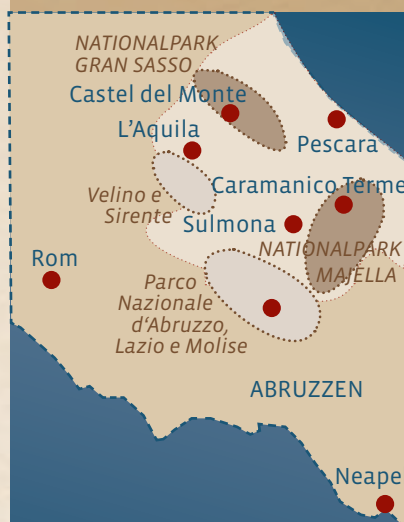 NATIONALPARK
GRAN SASSO
Castel del Monte
L'Aquila
Pescara
Velino e
Sirente
Caramanico Terme
Sulmona
NATIONALPARK
MAJELLA
Rom
Parco
Nazionale
d'Abruzzo,
Lazio e Molise
ABRUZZEN
Neape